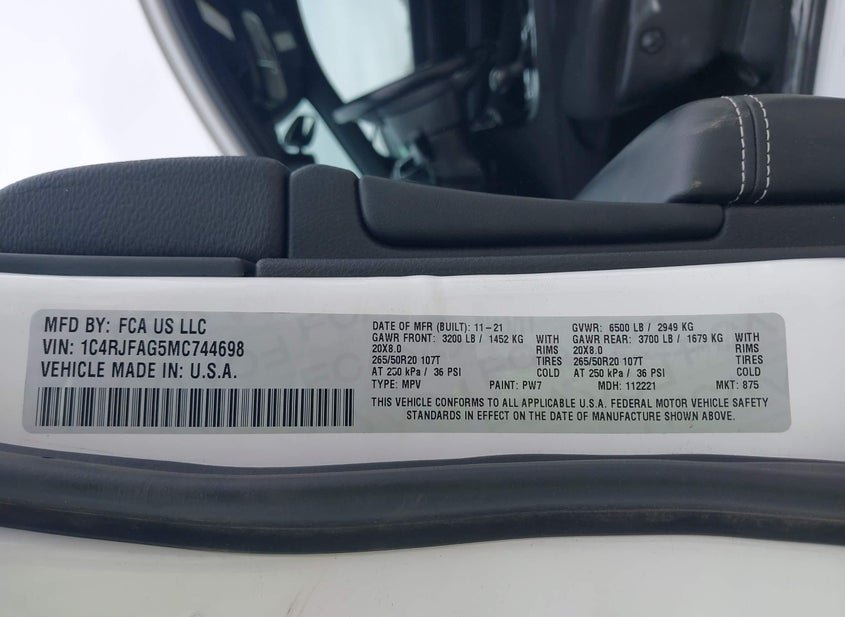 MFD BY: FCA US LLC
VIN: 1C4RJFAG5MC744698
VEHICLE MADE IN: U.S.A.
DATE OF MFR (BUILT): 11-21
GAWR FRONT: 3200 LB / 1452 KG WITH
20X8.0 RIMS
265/50R20 107T TIRES
AT 250 kPa / 36 PSI COLD
TYPE: MPV PAINT: PW7
GVWR: 6500 LB / 2949 KG
GAWR REAR: 3700 LB / 1679 KG WITH
20X8.0 RIMS
265/50R20 107T TIRES
AT 250 kPa / 36 PSI COLD
MDH: 112221 MKT: 875
THIS VEHICLE CONFORMS TO ALL APPLICABLE U.S.A. FEDERAL MOTOR VEHICLE SAFETY
STANDARDS IN EFFECT ON THE DATE OF MANUFACTURE SHOWN ABOVE.